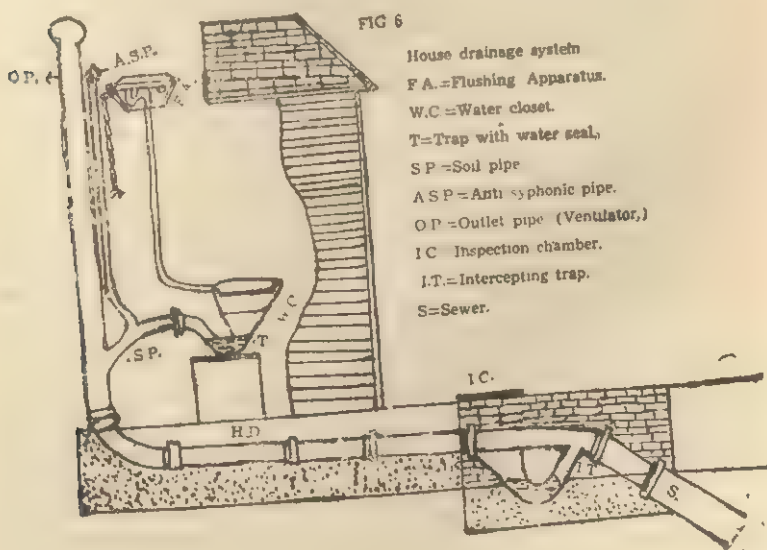 FIG 6
House drainage system
F A.=Flushing Apparatus.
W.C=Water closet.
T=Trap with water seal,
S P=Soil pipe
A S P=Anti syphonic pipe.
O P=Outlet pipe (Ventilator,)
I C Inspection chamber.
I.T.=Intercepting trap.
S=Sewer.
A.S.P.
O P.
F A.
W.C
T
S.P.
I C.
H.D
I T
S.